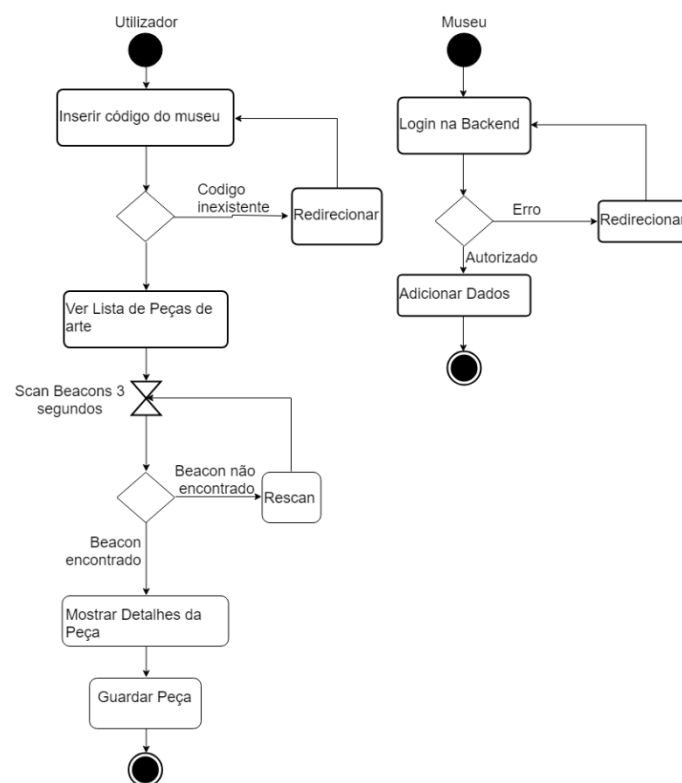 Utilizador
Inserir código do museu
Codigo
inexistente
Redirecionar
Ver Lista de Peças de
arte
Scan Beacons 3
segundos
Beacon não
encontrado
Rescan
Beacon
encontrado
Mostrar Detalhes da
Peça
Guardar Peça
Museu
Login na Backend
Erro
Redirecionar
Autorizado
Adicionar Dados